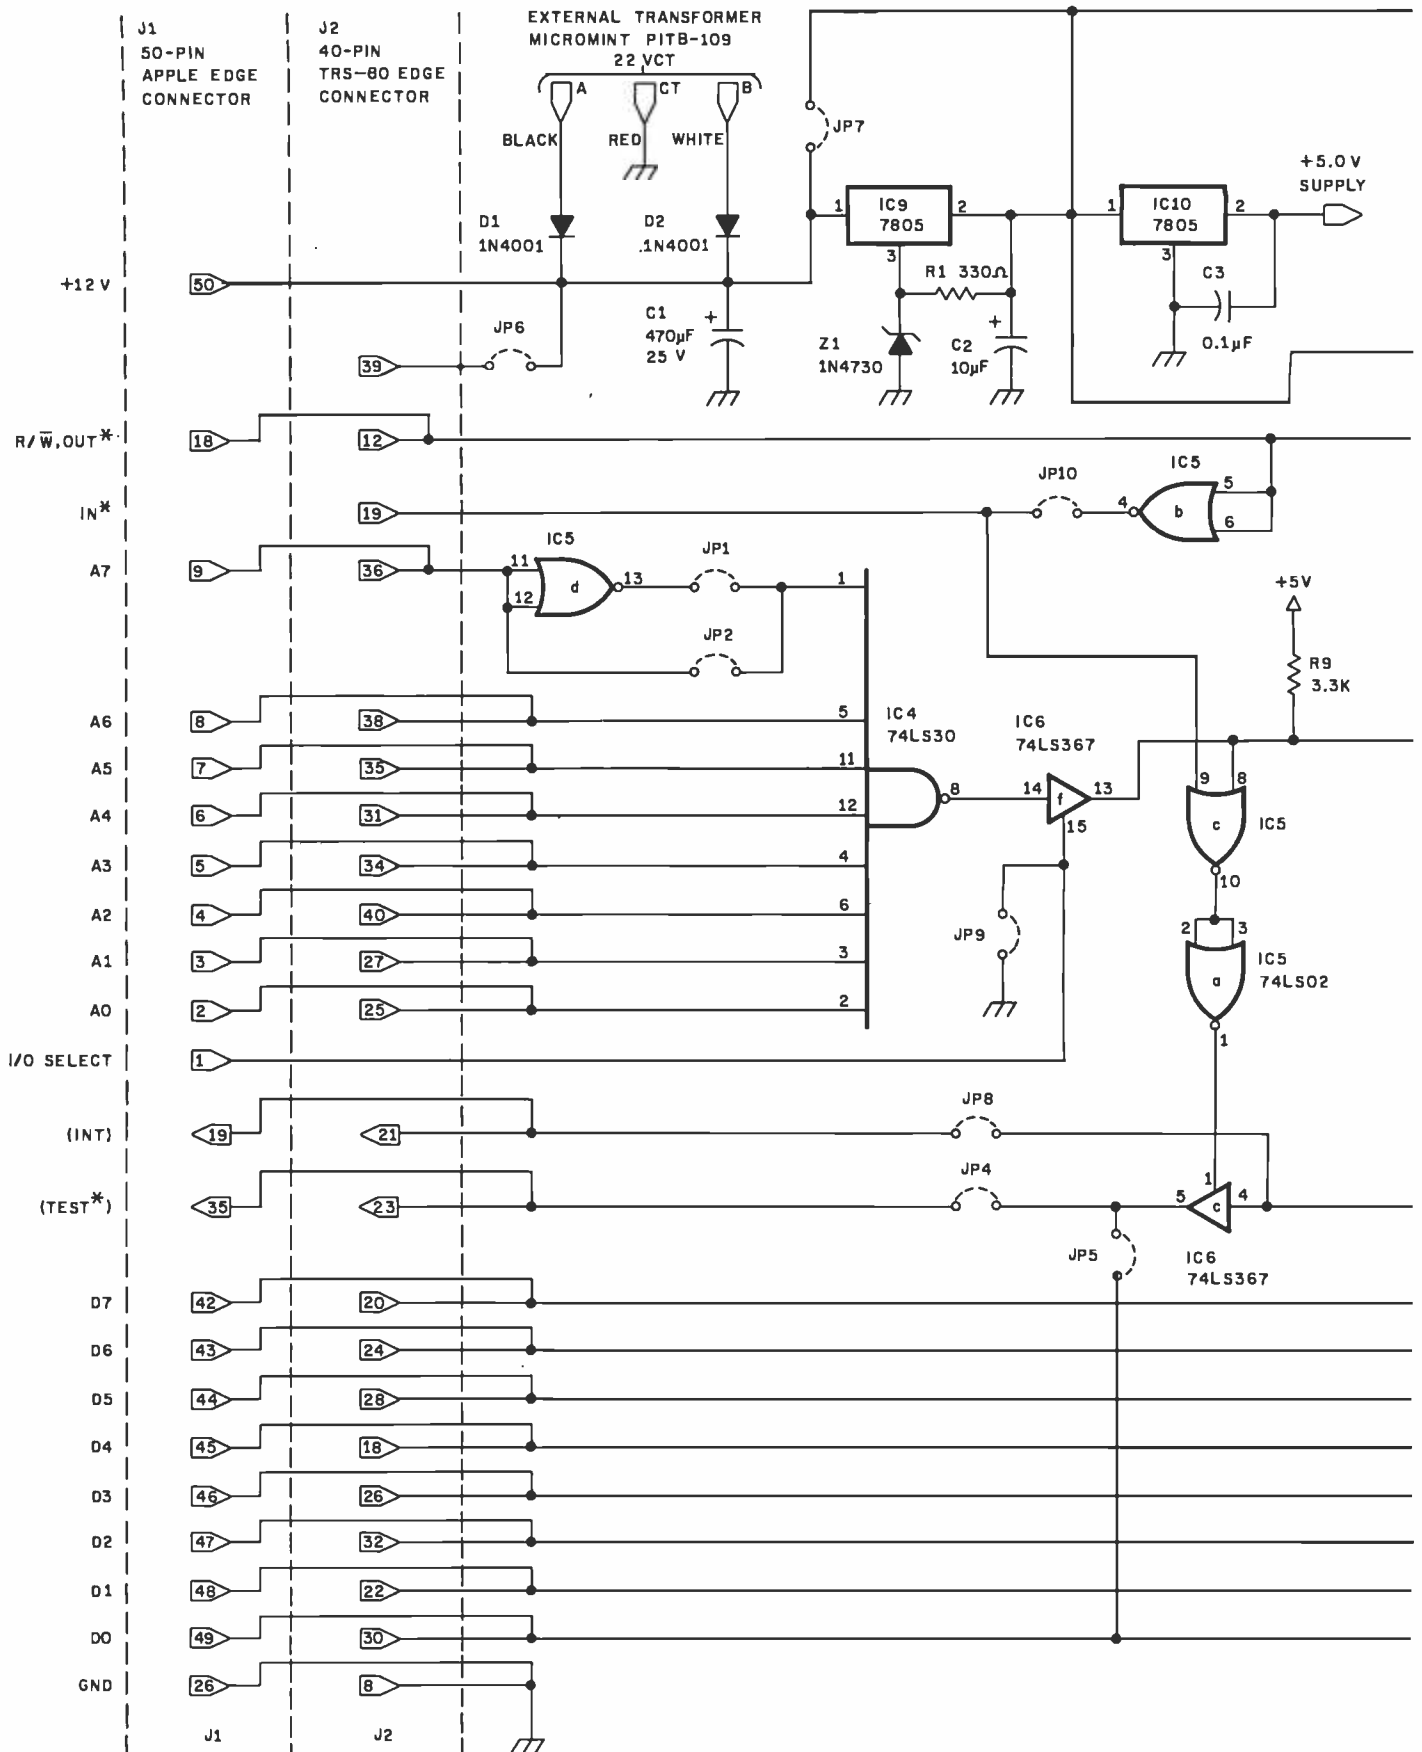 J1
50-PIN
APPLE EDGE
CONNECTOR
J2
40-PIN
TRS-80 EDGE
CONNECTOR
EXTERNAL TRANSFORMER
MICROMINT PITB-109
22 VCT
A
CT
B
BLACK
RED
WHITE
JP7
+5.0 V
SUPPLY
D1
1N4001
D2
1N4001
1
IC9
7805
2
3
1
IC10
7805
2
3
R1 330Ω
C3
0.1µF
+12 V
50
JP6
39
C1
470µF
25 V
+
Z1
1N4730
C2
10µF
+
R/W̅,OUT*
18
12
IC5
5
6
b
4
JP10
IN*
19
A7
9
36
IC5
11
12
d
13
JP1
JP2
1
+5V
R9
3.3K
A6
8
38
5
IC4
74LS30
IC6
74LS367
A5
7
35
11
A4
6
31
12
8
14
f
13
15
9
8
c
IC5
10
A3
5
34
4
A2
4
40
6
JP9
2
3
a
IC5
74LS02
1
A1
3
27
3
A0
2
25
2
I/O SELECT
1
(INT)
19
21
JP8
(TEST*)
35
23
JP4
5
c
1
4
JP5
IC6
74LS367
D7
42
20
D6
43
24
D5
44
28
D4
45
18
D3
46
26
D2
47
32
D1
48
22
D0
49
30
GND
26
8
J1
J2